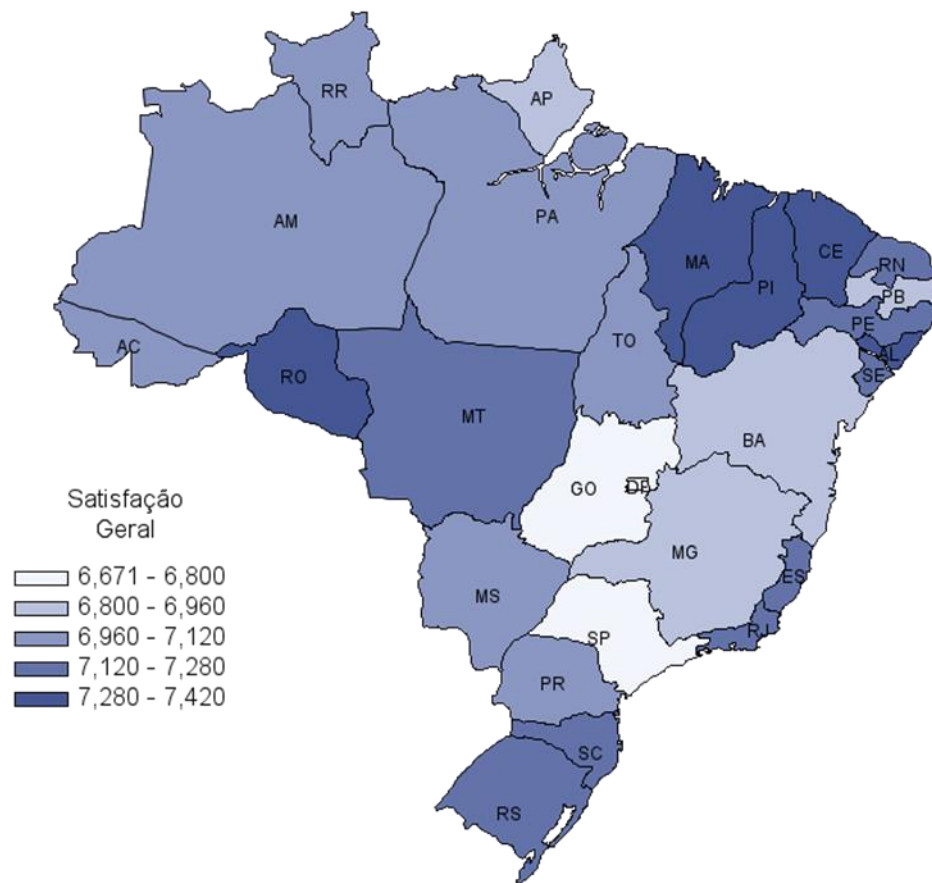 RR
AP
AM
PA
MA
CE
RN
PI
PB
PE
AC
TO
AL
RO
SE
MT
BA
GO
DF
Satisfação
Geral
MG
6,671 - 6,800
ES
6,800 - 6,960
MS
6,960 - 7,120
SP
RJ
7,120 - 7,280
PR
7,280 - 7,420
SC
RS